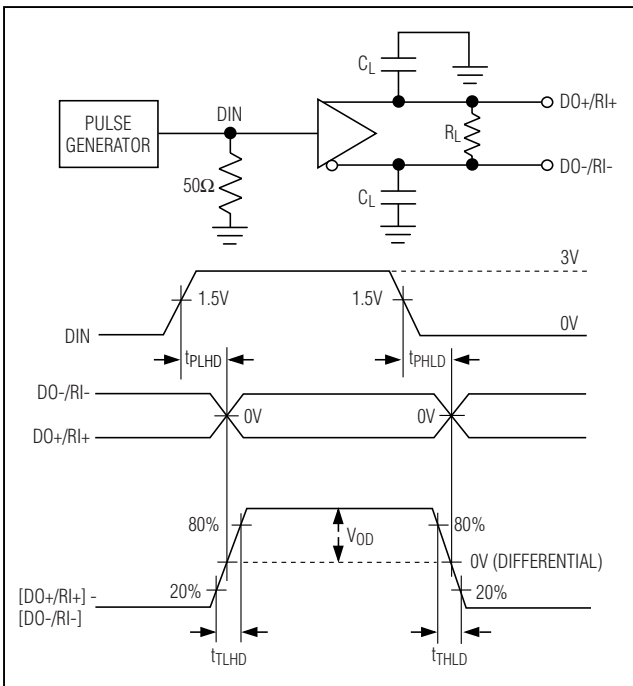 C_L
DO+/RI+
PULSE
GENERATOR
DIN
R_L
50Ω
DO-/RI-
C_L
3V
1.5V
1.5V
DIN
0V
t_PLHD
t_PHLD
DO-/RI-
0V
0V
DO+/RI+
80%
V_OD
80%
0V (DIFFERENTIAL)
20%
20%
[DO+/RI+] -
[DO-/RI-]
t_TLHD
t_THLD